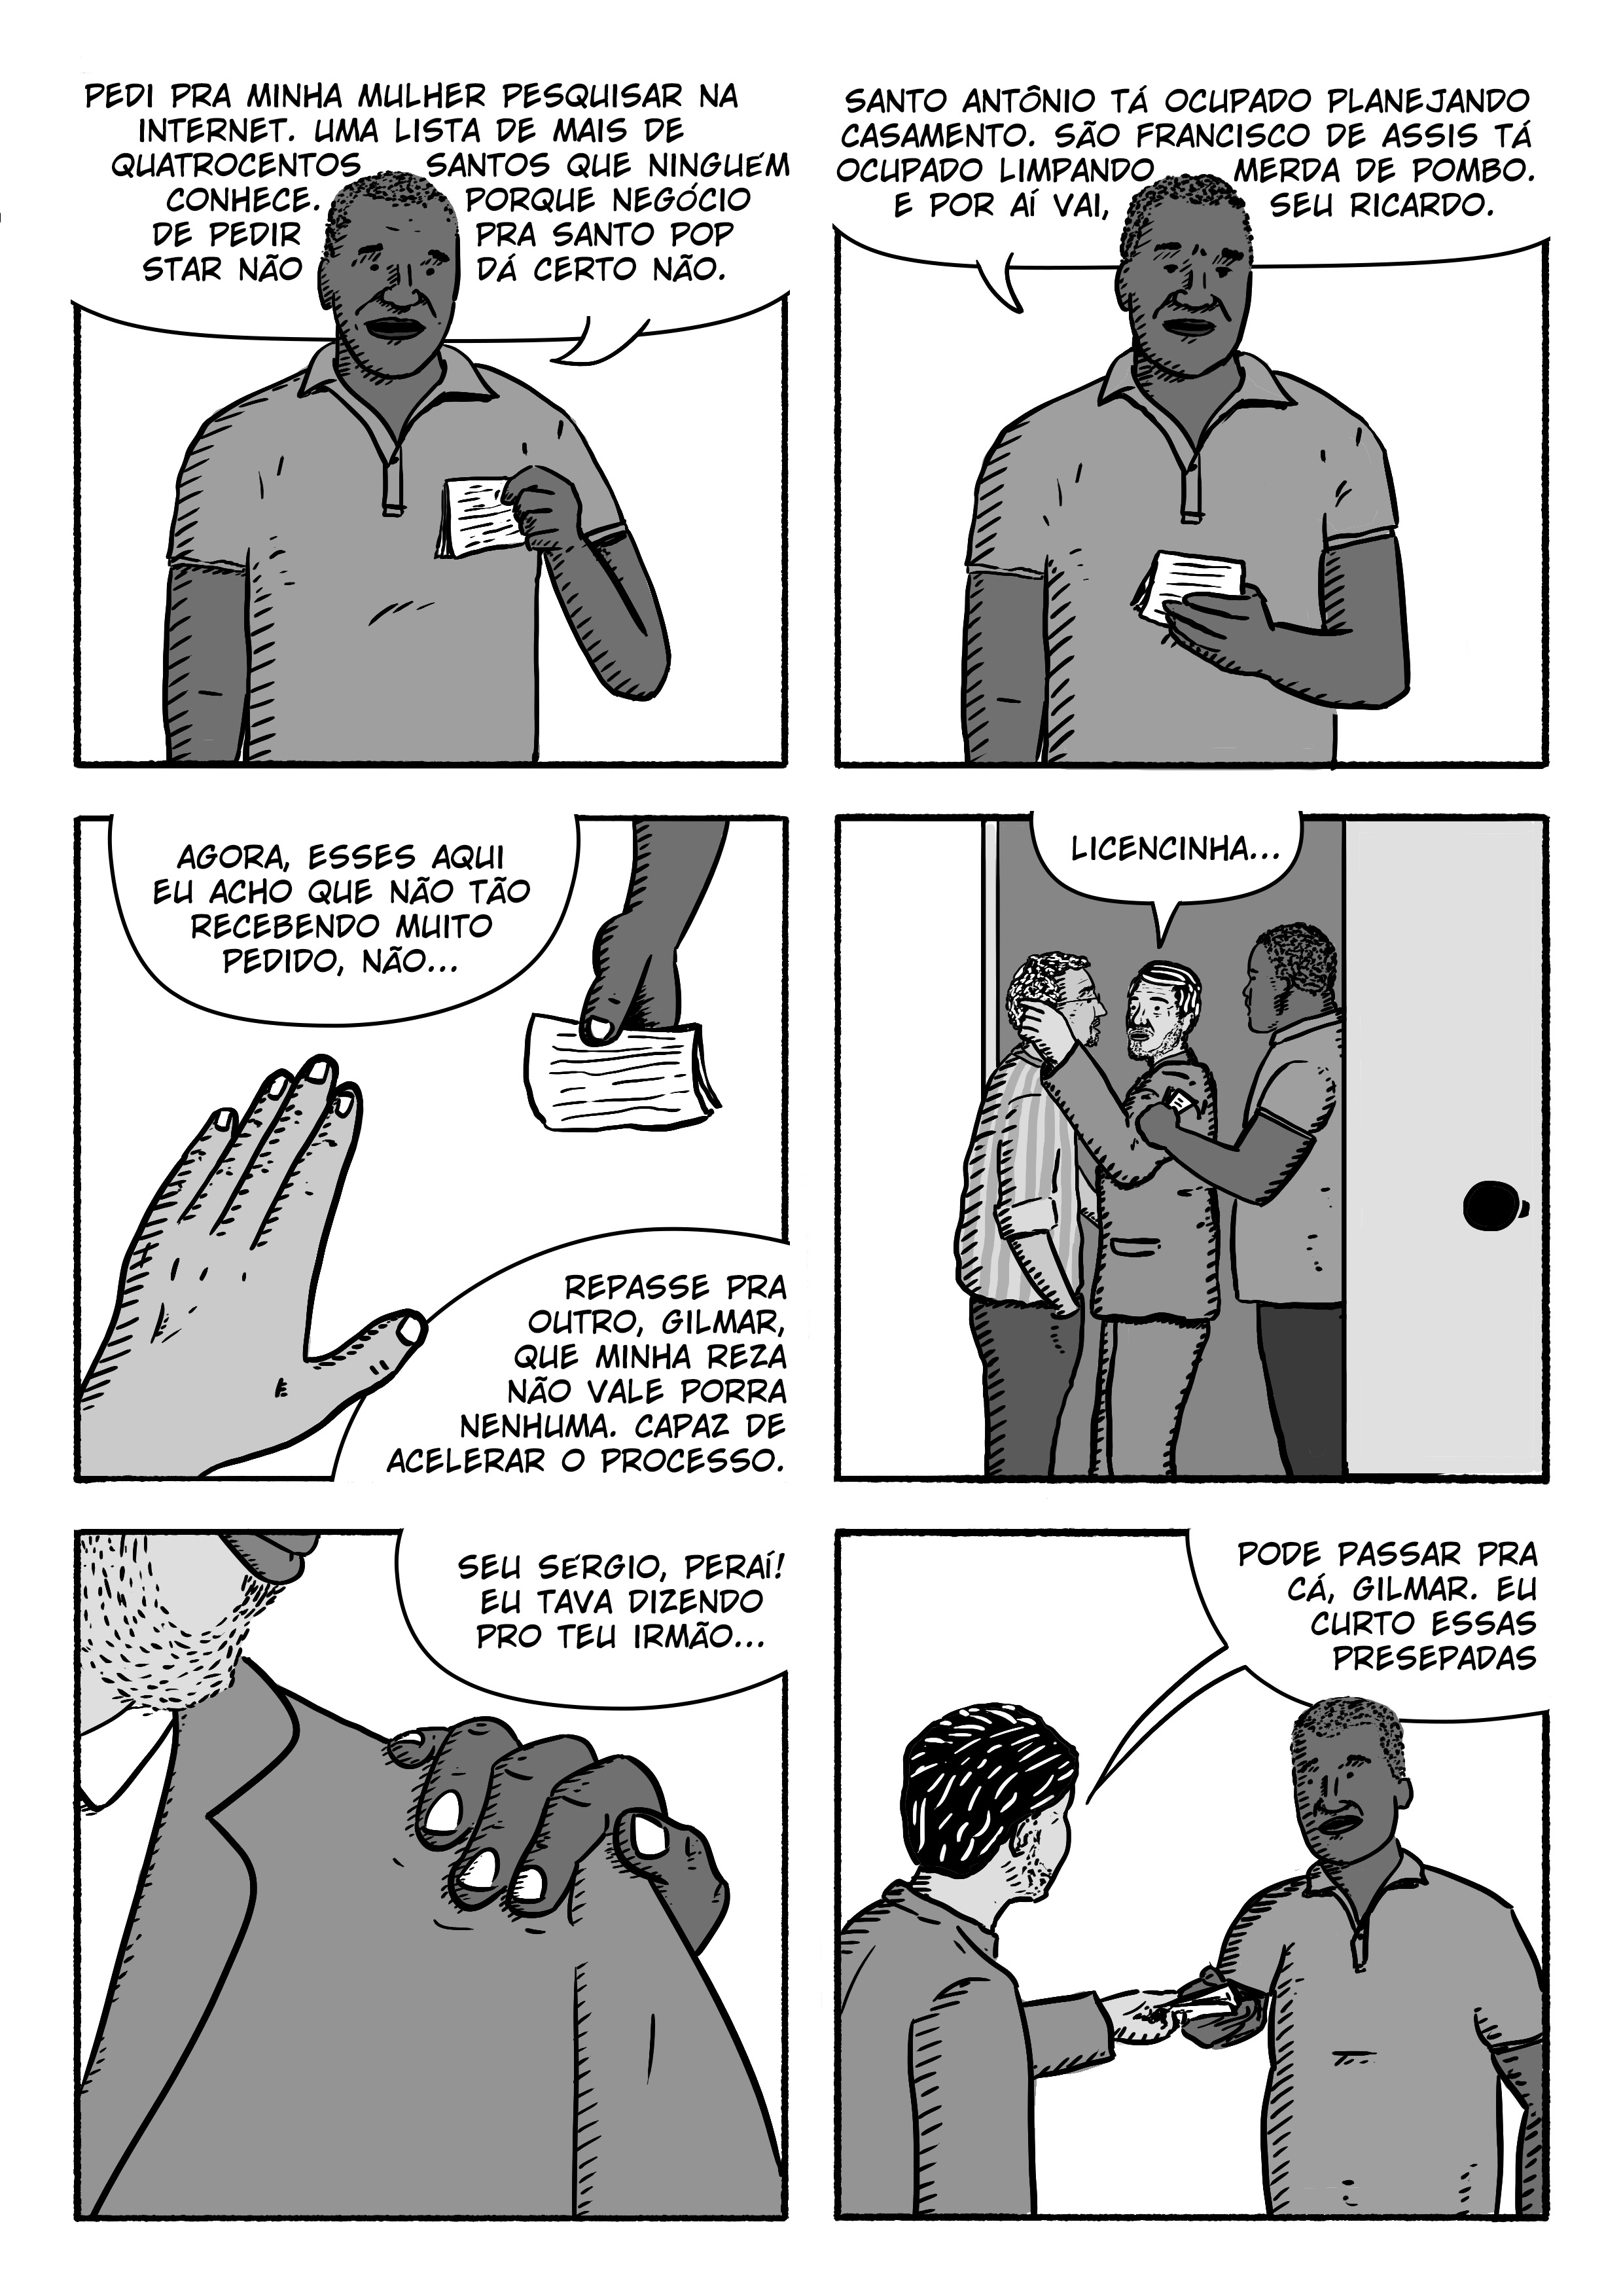 PEDI PRA MINHA MULHER PESQUISAR NA
INTERNET. UMA LISTA DE MAIS DE
QUATROCENTOS SANTOS QUE NINGUÉM
CONHECE. PORQUE NEGÓCIO
DE PEDIR PRA SANTO POP
STAR NÃO DÁ CERTO NÃO.
SANTO ANTÔNIO TÁ OCUPADO PLANEJANDO
CASAMENTO. SÃO FRANCISCO DE ASSIS TÁ
OCUPADO LIMPANDO MERDA DE POMBO.
E POR AÍ VAI, SEU RICARDO.
AGORA, ESSES AQUI
EU ACHO QUE NÃO TÃO
RECEBENDO MUITO
PEDIDO, NÃO...
REPASSE PRA
OUTRO, GILMAR,
QUE MINHA REZA
NÃO VALE PORRA
NENHUMA. CAPAZ DE
ACELERAR O PROCESSO.
LICENCINHA...
SEU SÉRGIO, PERAÍ!
EU TAVA DIZENDO
PRO TEU IRMÃO...
PODE PASSAR PRA
CÁ, GILMAR. EU
CURTO ESSAS
PRESEPADAS